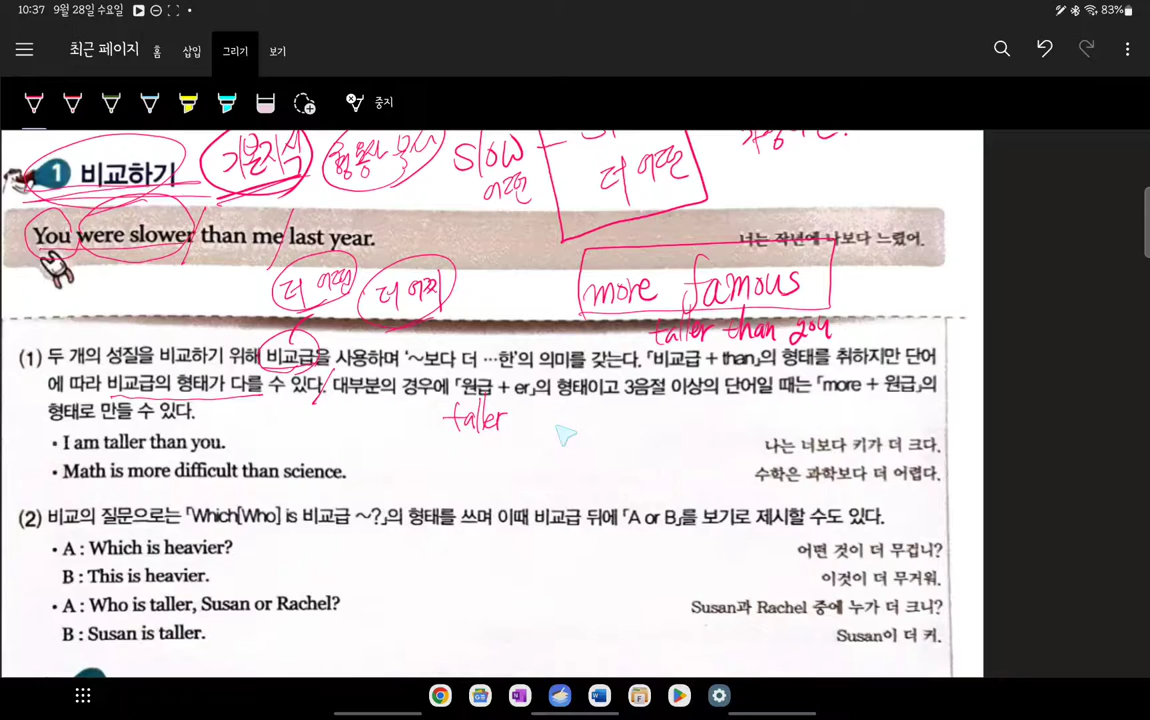 10:37 9월 28일 수요일 83%
최근 페이지 홈 삽입 그리기 보기
중지
1 비교하기 기본지식 형용사 부사 slow 어떤 더 어떤
You were slower than me last year. 너는 작년에 나보다 느렸어.
더 어떤 더 어찌 more famous
taller than you
(1) 두 개의 성질을 비교하기 위해 비교급을 사용하며 '~보다 더 …한'의 의미를 갖는다. 「비교급 + than」의 형태를 취하지만 단어
에 따라 비교급의 형태가 다를 수 있다. 대부분의 경우에 「원급 + er」의 형태이고 3음절 이상의 단어일 때는 「more + 원급」의
형태로 만들 수 있다.
taller
• I am taller than you. 나는 너보다 키가 더 크다.
• Math is more difficult than science. 수학은 과학보다 더 어렵다.
(2) 비교의 질문으로는 「Which[Who] is 비교급 ~?」의 형태를 쓰며 이때 비교급 뒤에 「A or B」를 보기로 제시할 수도 있다.
• A : Which is heavier? 어떤 것이 더 무겁니?
B : This is heavier. 이것이 더 무거워.
• A : Who is taller, Susan or Rachel? Susan과 Rachel 중에 누가 더 크니?
B : Susan is taller. Susan이 더 커.